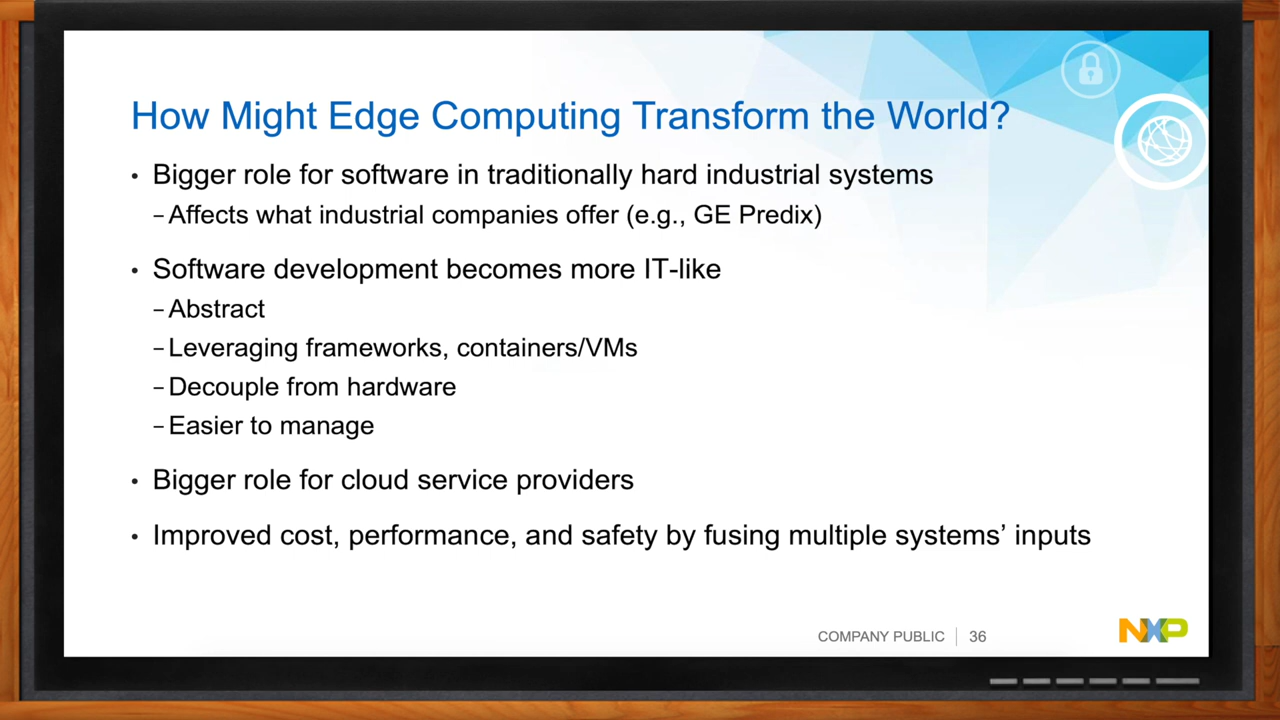 How Might Edge Computing Transform the World?
• Bigger role for software in traditionally hard industrial systems
–Affects what industrial companies offer (e.g., GE Predix)
• Software development becomes more IT-like
–Abstract
–Leveraging frameworks, containers/VMs
–Decouple from hardware
–Easier to manage
• Bigger role for cloud service providers
• Improved cost, performance, and safety by fusing multiple systems’ inputs
COMPANY PUBLIC | 36
NXP